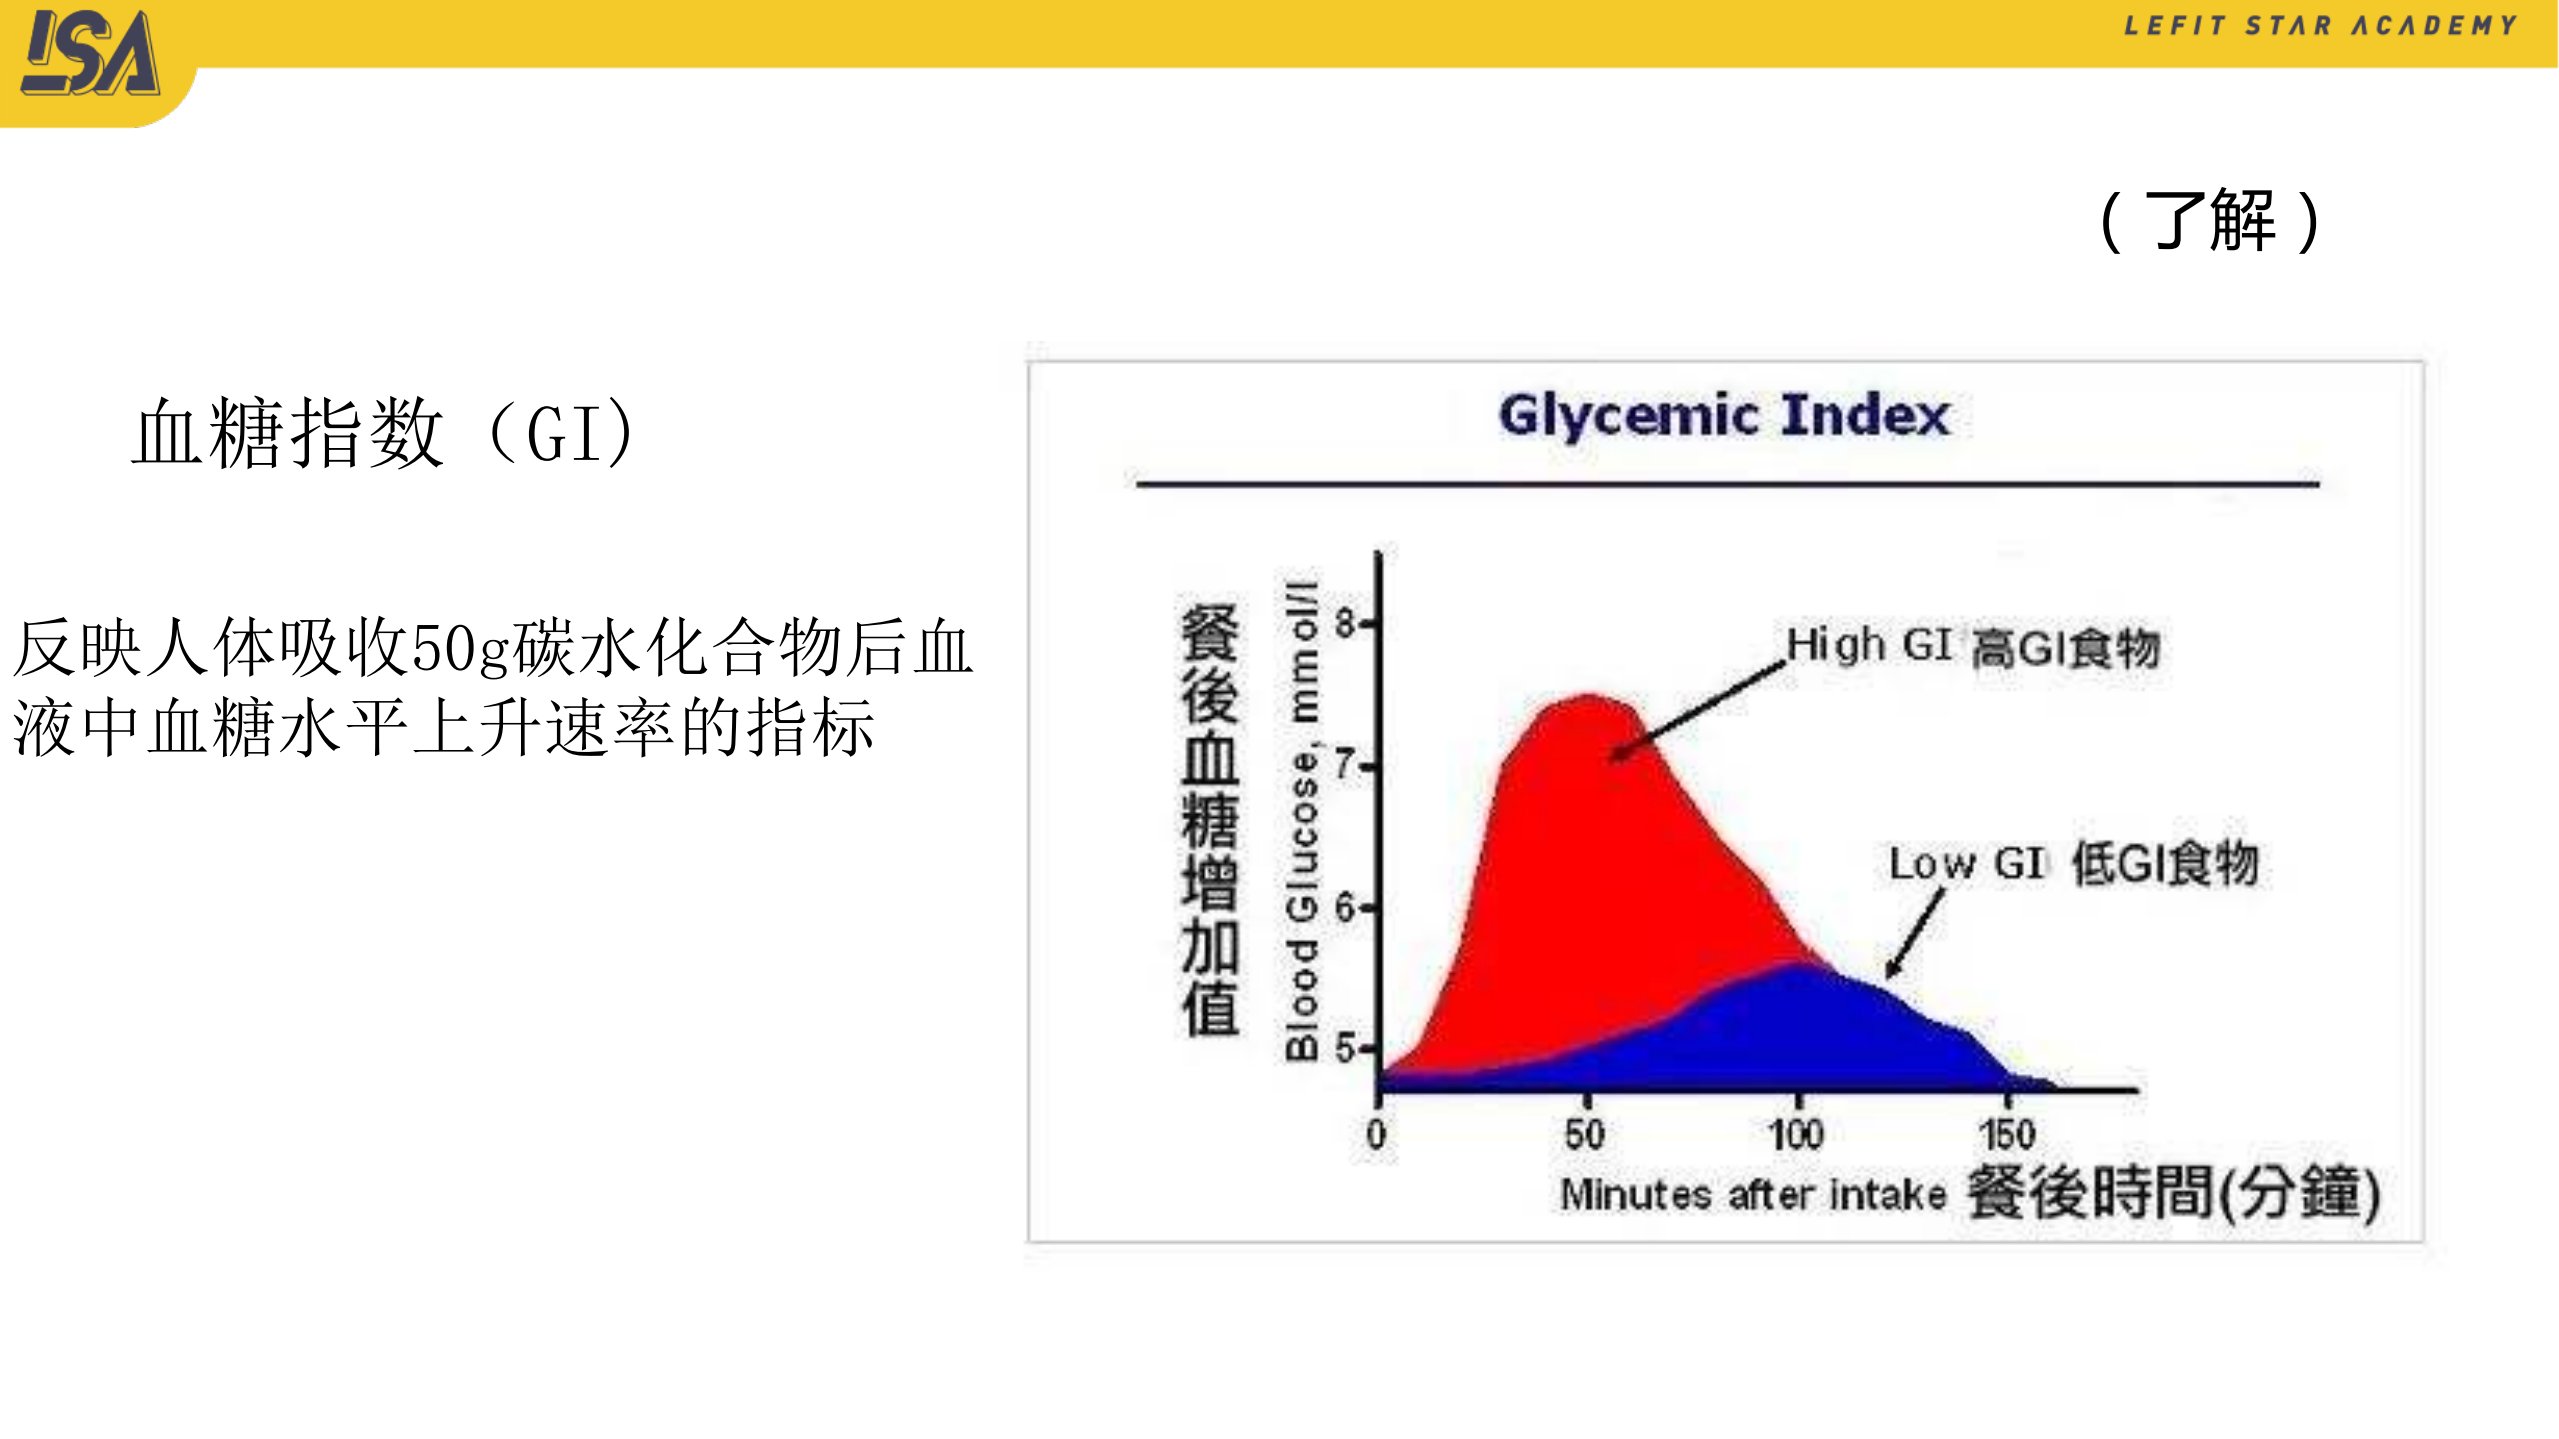 LSA
LEFIT STAR ACADEMY
（了解）
血糖指数（GI）
反映人体吸收50g碳水化合物后血
液中血糖水平上升速率的指标
Glycemic Index
餐後血糖增加值
Blood Glucose, mmol/l
8
7
6
5
High GI 高GI食物
Low GI 低GI食物
0 50 100 150
Minutes after intake 餐後時間(分鐘)